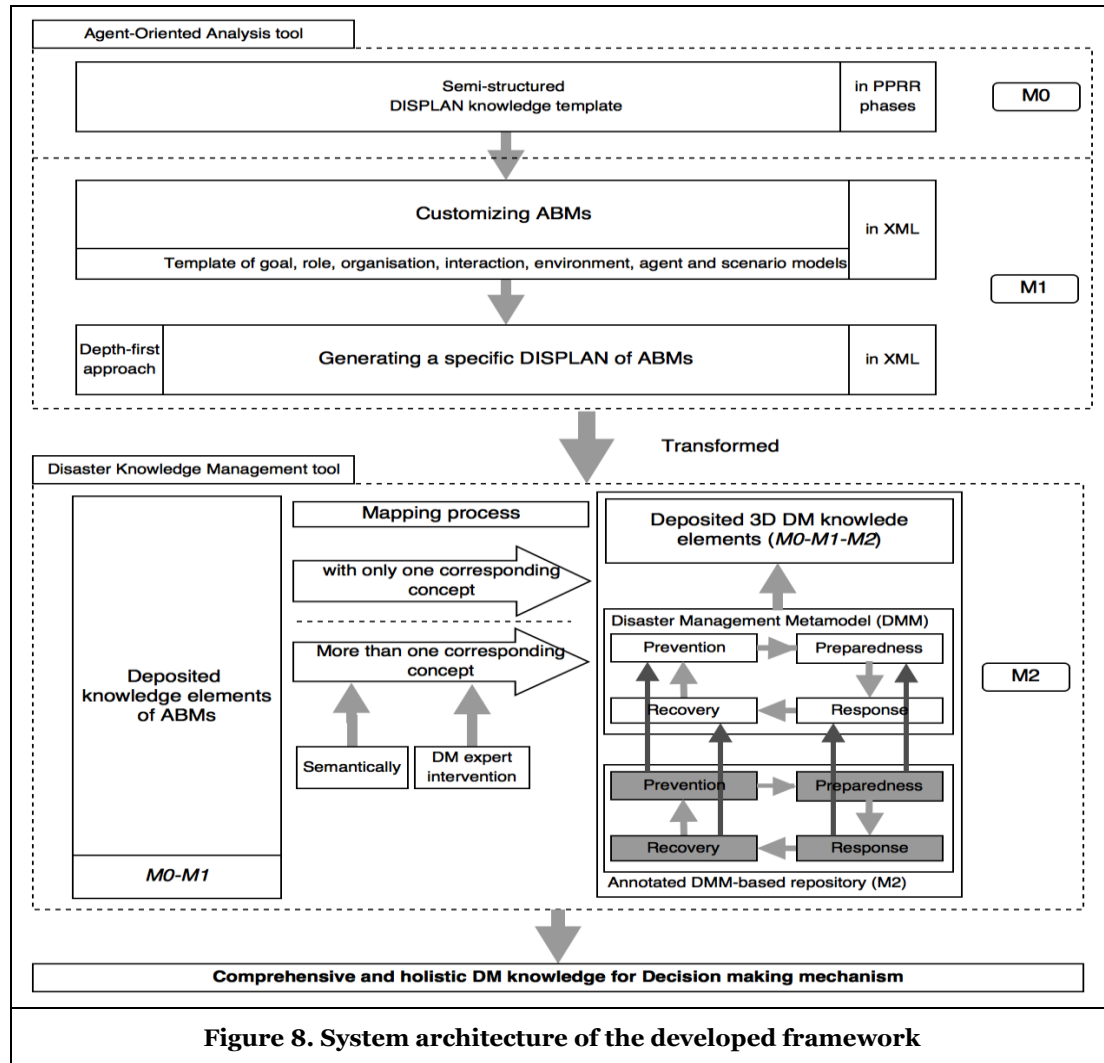 Agent-Oriented Analysis tool
Semi-structured
DISPLAN knowledge template
in PPRR
phases
M0
Customizing ABMs
in XML
Template of goal, role, organisation, interaction, environment, agent and scenario models
M1
Depth-first
approach
Generating a specific DISPLAN of ABMs
in XML
Transformed
Disaster Knowledge Management tool
Mapping process
Deposited 3D DM knowlede
elements (M0-M1-M2)
with only one corresponding
concept
Disaster Management Metamodel (DMM)
Prevention
Preparedness
More than one corresponding
concept
Deposited
knowledge elements
of ABMs
M2
Recovery
Response
Semantically
DM expert
intervention
Prevention
Preparedness
Recovery
Response
M0-M1
Annotated DMM-based repository (M2)
Comprehensive and holistic DM knowledge for Decision making mechanism
Figure 8. System architecture of the developed framework